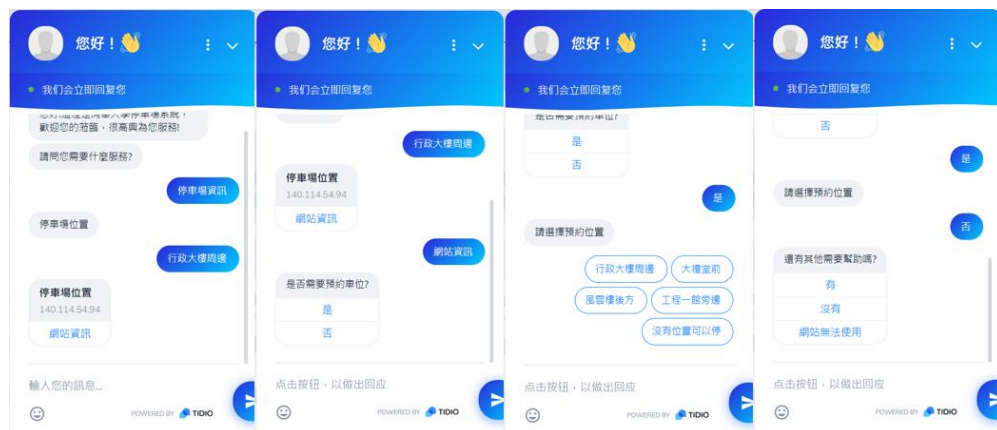 您好！
我们会立即回复您
歡迎您的蒞臨，很高興為您服務!
請問您需要什麼服務?
停車場資訊
停車場位置
行政大樓周邊
停車場位置
140.114.54.94
網站資訊
輸入您的訊息...
POWERED BY TIDIO
您好！
我们会立即回复您
行政大樓周邊
停車場位置
140.114.54.94
網站資訊
網站資訊
是否需要預約車位?
是
否
点击按钮，以做出回应
POWERED BY TIDIO
您好！
我们会立即回复您
是否需要預約車位?
是
否
是
請選擇預約位置
行政大樓周邊
大禮堂前
風雲樓後方
工程一館旁邊
沒有位置可以停
点击按钮，以做出回应
POWERED BY TIDIO
您好！
我们会立即回复您
否
是
請選擇預約位置
否
還有其他需要幫助嗎?
有
沒有
網站無法使用
点击按钮，以做出回应
POWERED BY TIDIO